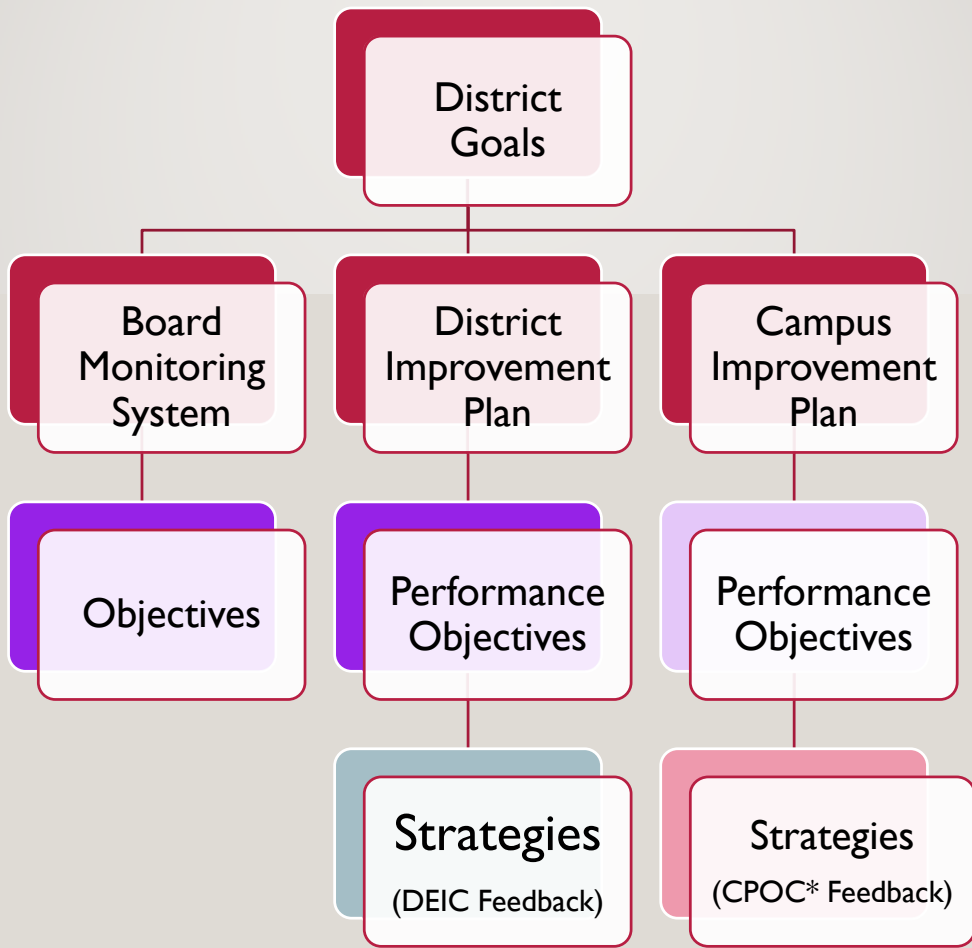 District
Goals
Board
Monitoring
System
District
Improvement
Plan
Campus
Improvement
Plan
Objectives
Performance
Objectives
Performance
Objectives
Strategies
(DEIC Feedback)
Strategies
(CPOC* Feedback)